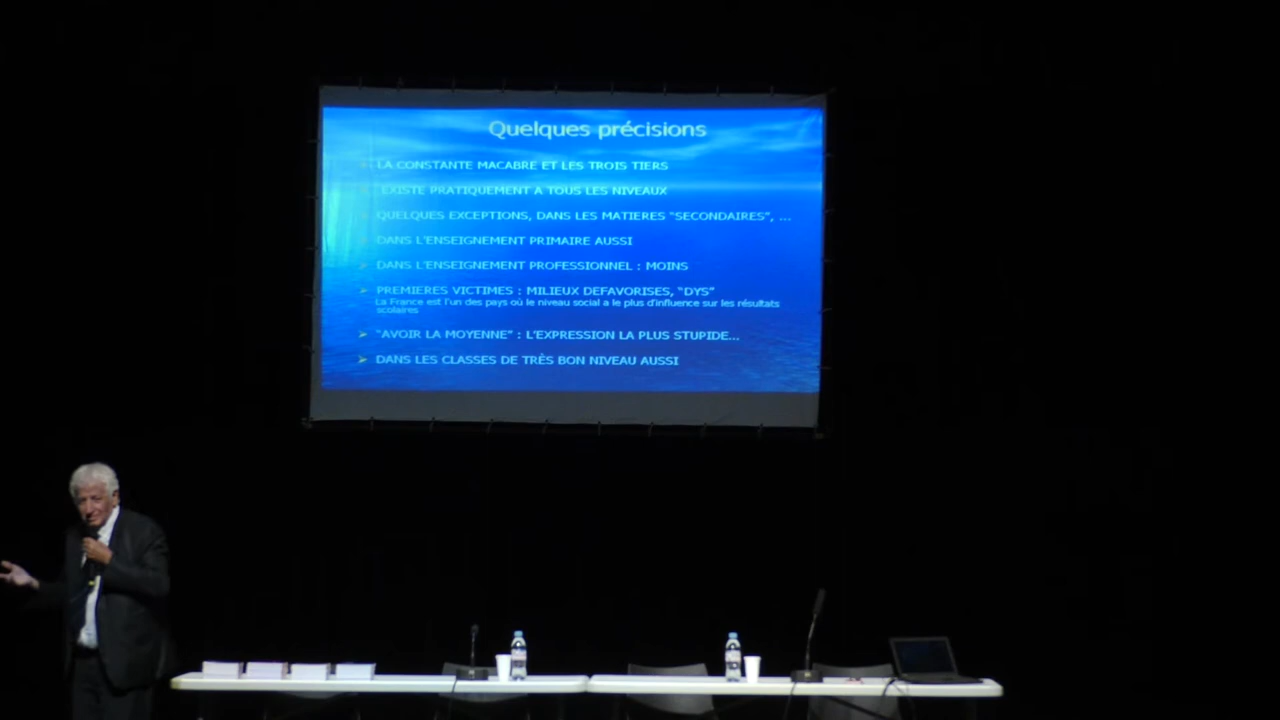 Quelques précisions
LA CONSTANTE MACABRE ET LES TROIS TIERS
EXISTE PRATIQUEMENT A TOUS LES NIVEAUX
QUELQUES EXCEPTIONS, DANS LES MATIERES "SECONDAIRES", ...
DANS L'ENSEIGNEMENT PRIMAIRE AUSSI
DANS L'ENSEIGNEMENT PROFESSIONNEL : MOINS
PREMIERES VICTIMES : MILIEUX DEFAVORISES, "DYS"
La France est l'un des pays où le niveau social a le plus d'influence sur les résultats
scolaires
"AVOIR LA MOYENNE" : L'EXPRESSION LA PLUS STUPIDE...
DANS LES CLASSES DE TRÈS BON NIVEAU AUSSI